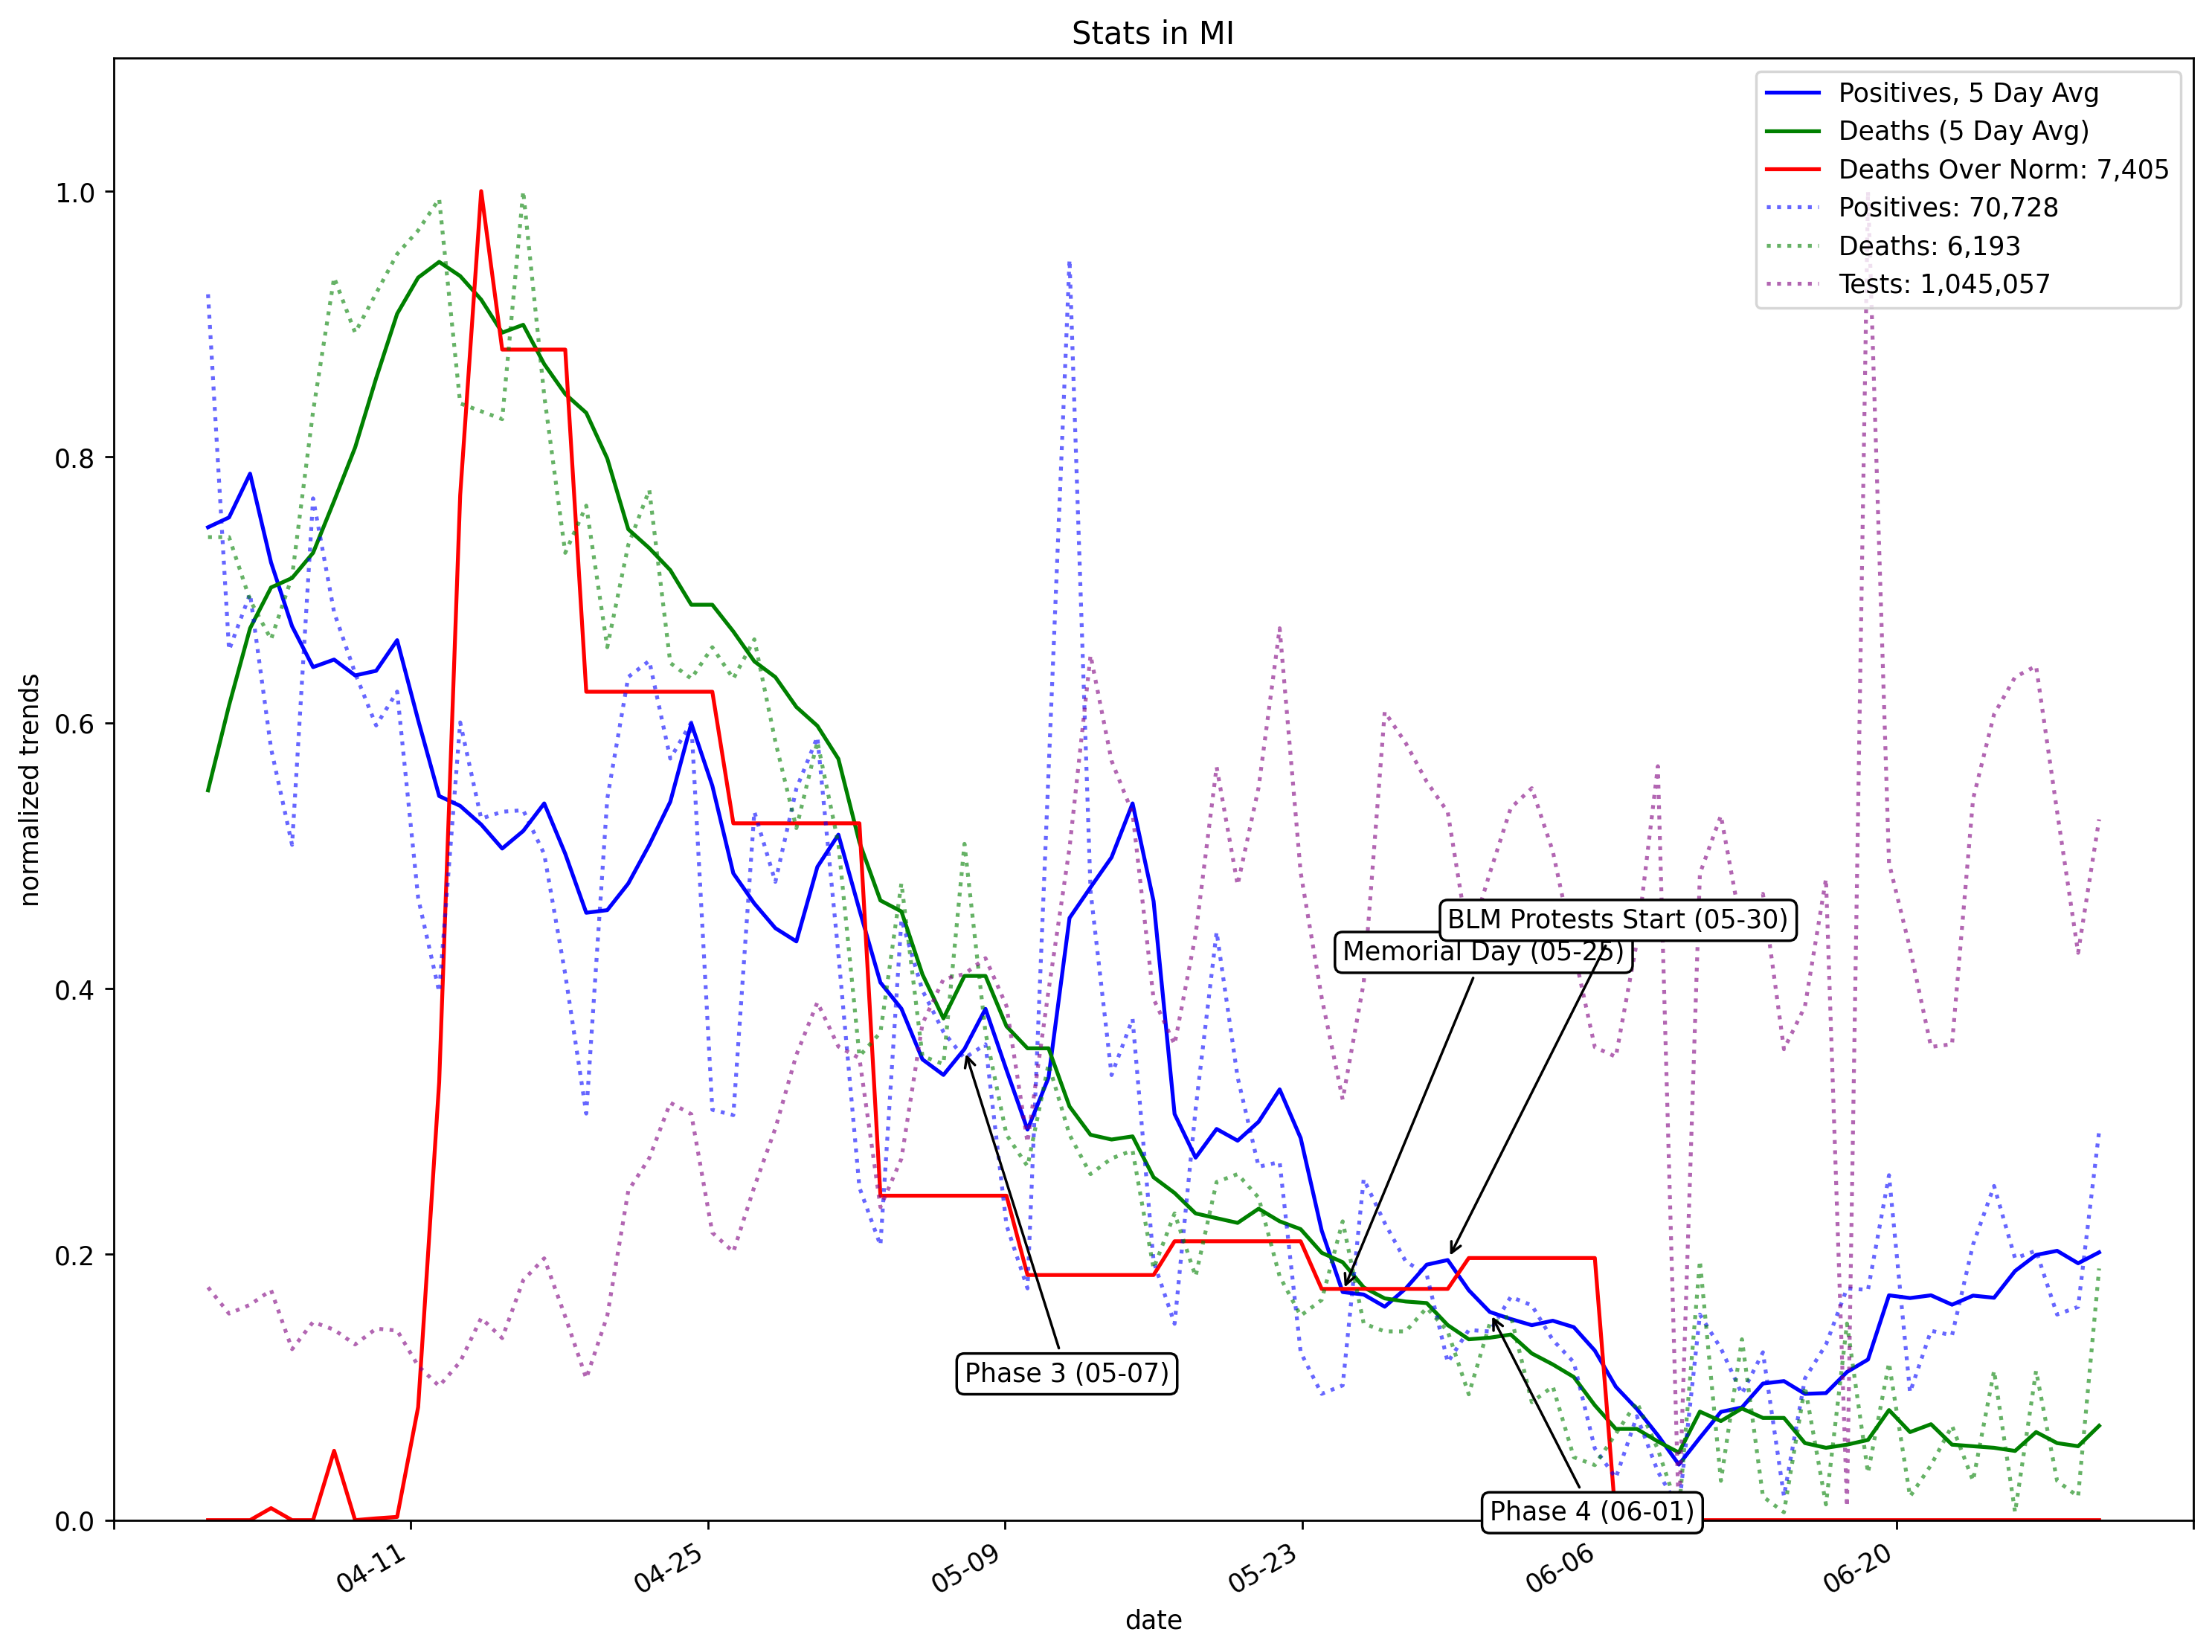 Stats in MI
Positives, 5 Day Avg
Deaths (5 Day Avg)
Deaths Over Norm: 7,405
Positives: 70,728
Deaths: 6,193
Tests: 1,045,057
normalized trends
1.0
0.8
0.6
0.4
0.2
0.0
BLM Protests Start (05-30)
Memorial Day (05-25)
Phase 3 (05-07)
Phase 4 (06-01)
04-11
04-25
05-09
05-23
06-06
06-20
date